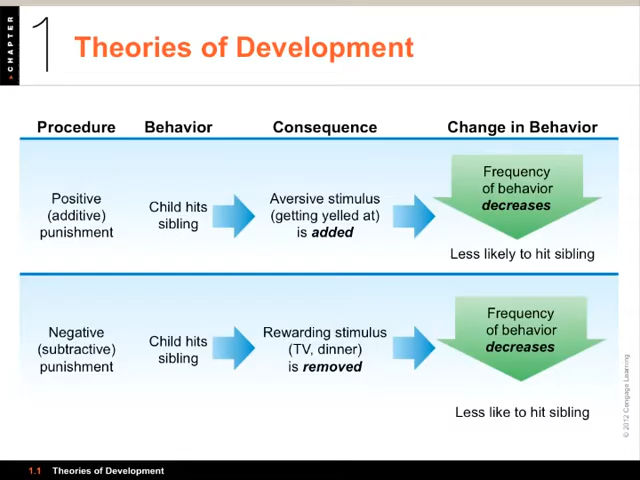 CHAPTER
1
Theories of Development
Procedure Behavior Consequence Change in Behavior
Positive
(additive)
punishment
Child hits
sibling
Aversive stimulus
(getting yelled at)
is added
Frequency
of behavior
decreases
Less likely to hit sibling
Negative
(subtractive)
punishment
Child hits
sibling
Rewarding stimulus
(TV, dinner)
is removed
Frequency
of behavior
decreases
Less like to hit sibling
© 2012 Cengage Learning
1.1 Theories of Development